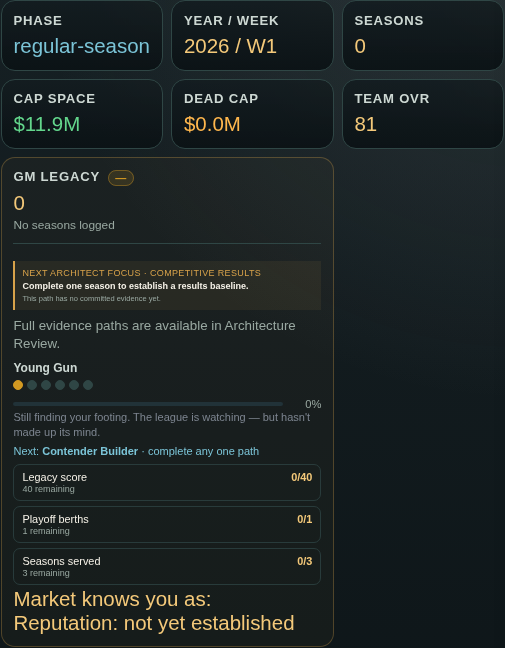 PHASE
regular-season
YEAR / WEEK
2026 / W1
SEASONS
0
CAP SPACE
$11.9M
DEAD CAP
$0.0M
TEAM OVR
81
GM LEGACY —
0
No seasons logged
NEXT ARCHITECT FOCUS · COMPETITIVE RESULTS
Complete one season to establish a results baseline.
This path has no committed evidence yet.
Full evidence paths are available in Architecture
Review.
Young Gun
0%
Still finding your footing. The league is watching — but hasn't
made up its mind.
Next: Contender Builder · complete any one path
Legacy score 0/40
40 remaining
Playoff berths 0/1
1 remaining
Seasons served 0/3
3 remaining
Market knows you as:
Reputation: not yet established